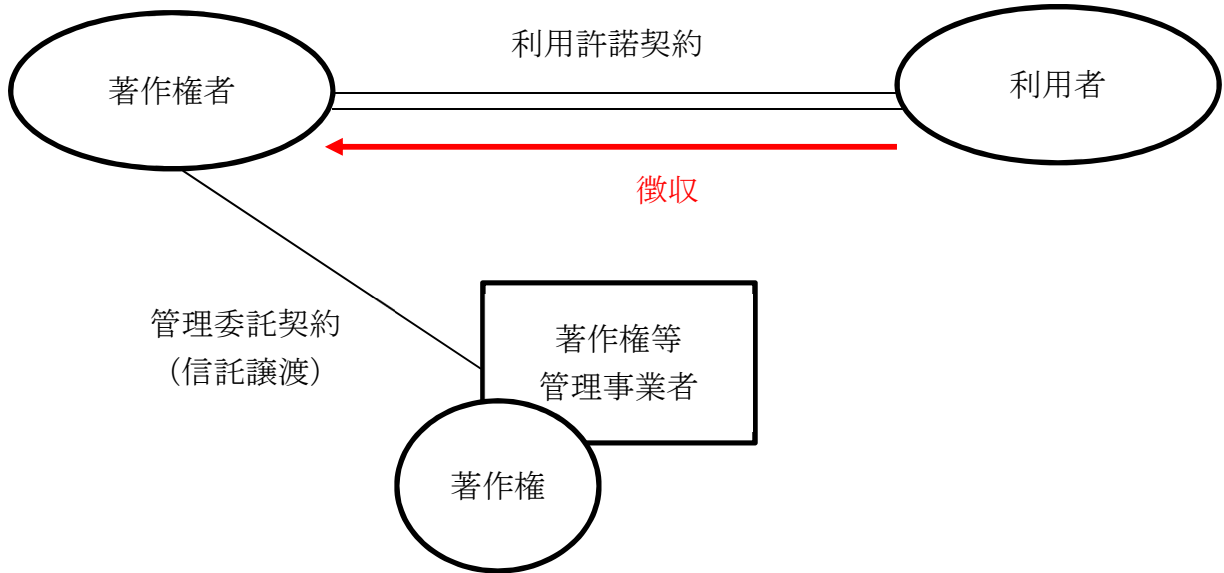 利用許諾契約
著作権者
利用者
徴収
管理委託契約
（信託譲渡）
著作権等
管理事業者
著作権